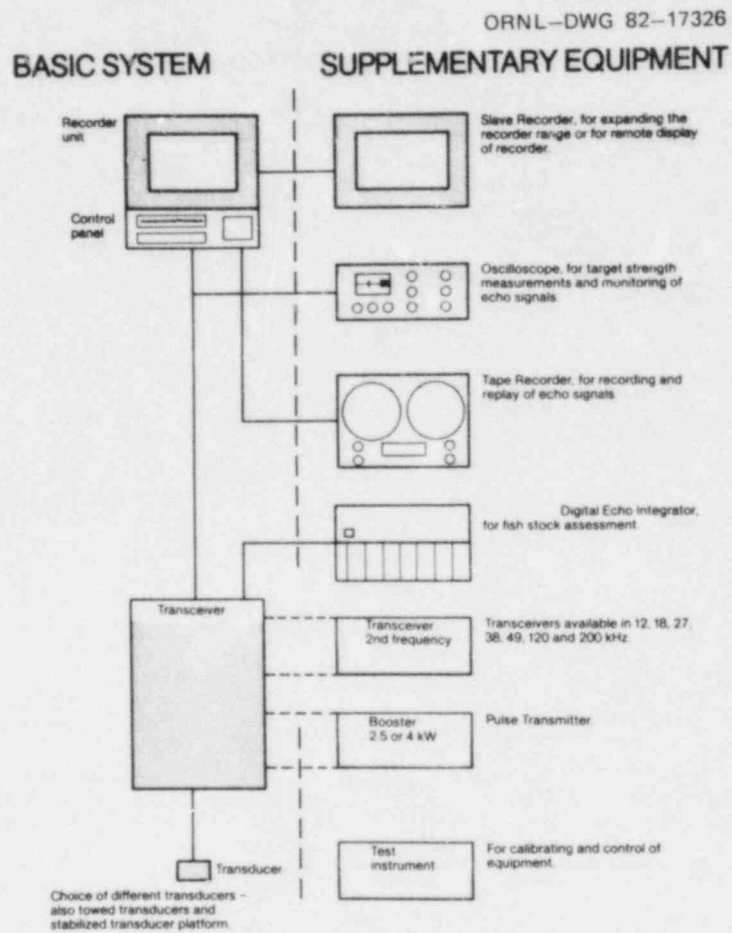 ORNL—DWG 82—17326
BASIC SYSTEM
SUPPLEMENTARY EQUIPMENT
Recorder
unit
Control
panel
Slave Recorder, for expanding the
recorder range or for remote display
of recorder.
Oscilloscope, for target strength
measurements and monitoring of
echo signals.
Tape Recorder, for recording and
replay of echo signals
Digital Echo Integrator,
for fish stock assessment
Transceiver
Transceiver
2nd frequency
Transceivers available in 12, 18, 27,
38, 49, 120 and 200 kHz.
Booster
2.5 or 4 kW
Pulse Transmitter
Test
instrument
For calibrating and control of
equipment.
Transducer
Choice of different transducers –
also towed transducers and
stabilized transducer platform.